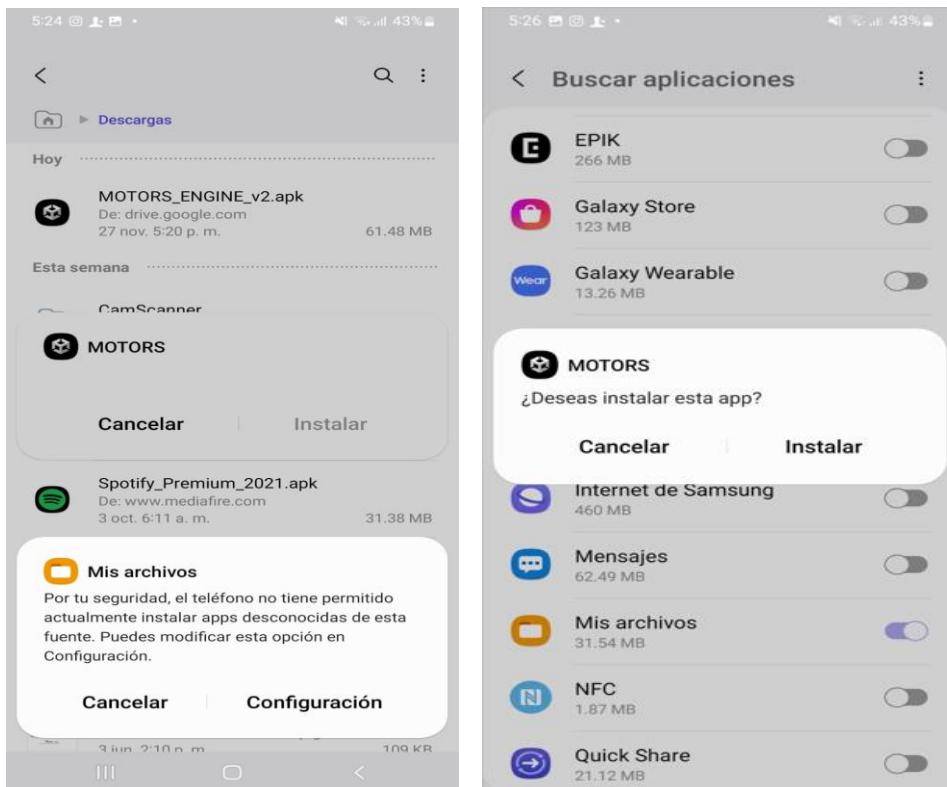 5:24
43%
Descargas
Hoy
MOTORS_ENGINE_v2.apk
De: drive.google.com
27 nov. 5:20 p. m.
61.48 MB
Esta semana
CamScanner
MOTORS
Cancelar
Instalar
Spotify_Premium_2021.apk
De: www.mediafire.com
3 oct. 6:11 a. m.
31.38 MB
Mis archivos
Por tu seguridad, el teléfono no tiene permitido
actualmente instalar apps desconocidas de esta
fuente. Puedes modificar esta opción en
Configuración.
Cancelar
Configuración
3 jun. 2:10 p. m.
109 KB
5:26
43%
Buscar aplicaciones
EPIK
266 MB
Galaxy Store
123 MB
Wear
Galaxy Wearable
13.26 MB
MOTORS
¿Deseas instalar esta app?
Cancelar
Instalar
Internet de Samsung
460 MB
Mensajes
62.49 MB
Mis archivos
31.54 MB
NFC
1.87 MB
Quick Share
21.12 MB